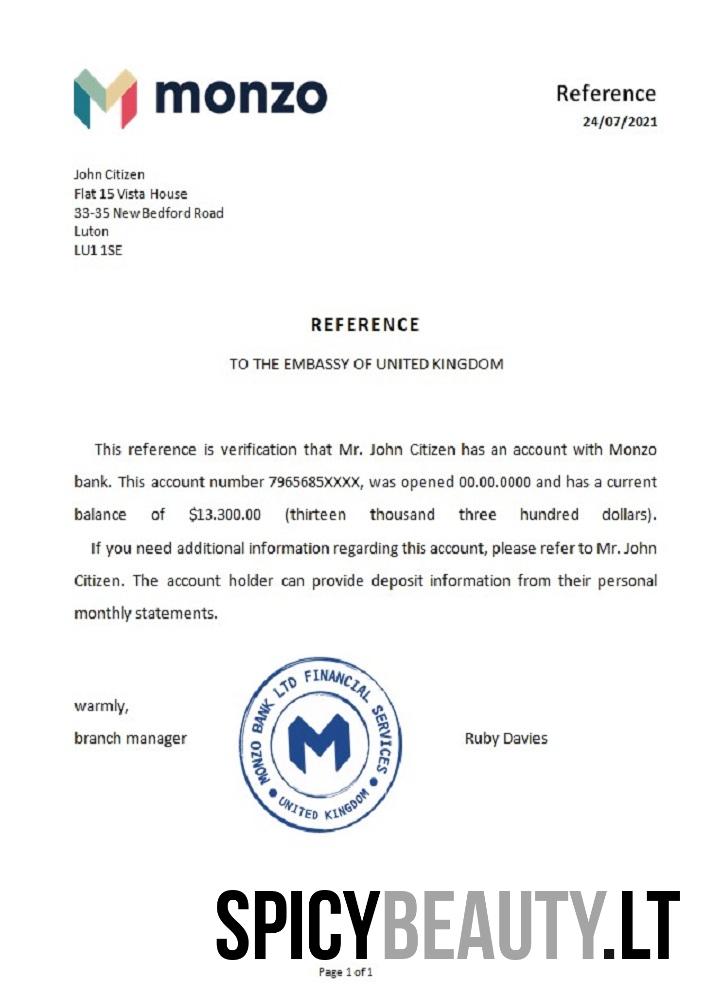 monzo
Reference
24/07/2021
John Citizen
Flat 15 Vista House
33-35 New Bedford Road
Luton
LU1 1SE
REFERENCE
TO THE EMBASSY OF UNITED KINGDOM
This reference is verification that Mr. John Citizen has an account with Monzo
bank. This account number 7965685XXXX, was opened 00.00.0000 and has a current
balance of $13.300.00 (thirteen thousand three hundred dollars).
If you need additional information regarding this account, please refer to Mr. John
Citizen. The account holder can provide deposit information from their personal
monthly statements.
warmly,
branch manager
MONZO BANK LTD FINANCIAL SERVICES
UNITED KINGDOM
Ruby Davies
SPICYBEAUTY.LT
Page 1 of 1